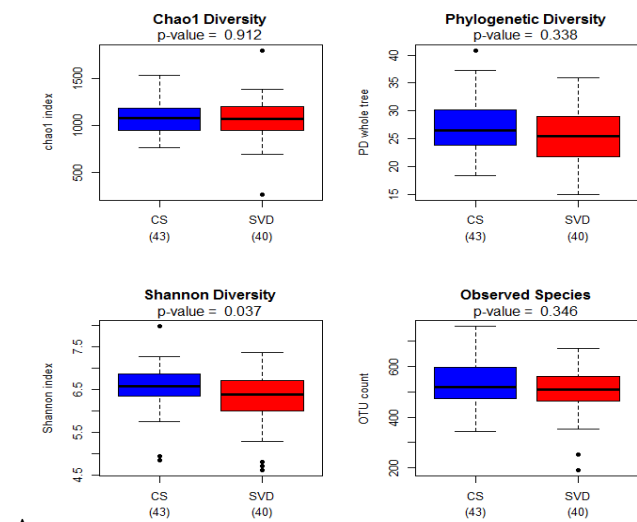 Chao1 Diversity
p-value = 0.912
chao1 index
1500
1000
500
CS
SVD
(43)
(40)
Phylogenetic Diversity
p-value = 0.338
PD whole tree
40
35
30
25
20
15
CS
SVD
(43)
(40)
Shannon Diversity
p-value = 0.037
Shannon index
7.5
6.5
5.5
4.5
CS
SVD
(43)
(40)
Observed Species
p-value = 0.346
OTU count
600
400
200
CS
SVD
(43)
(40)